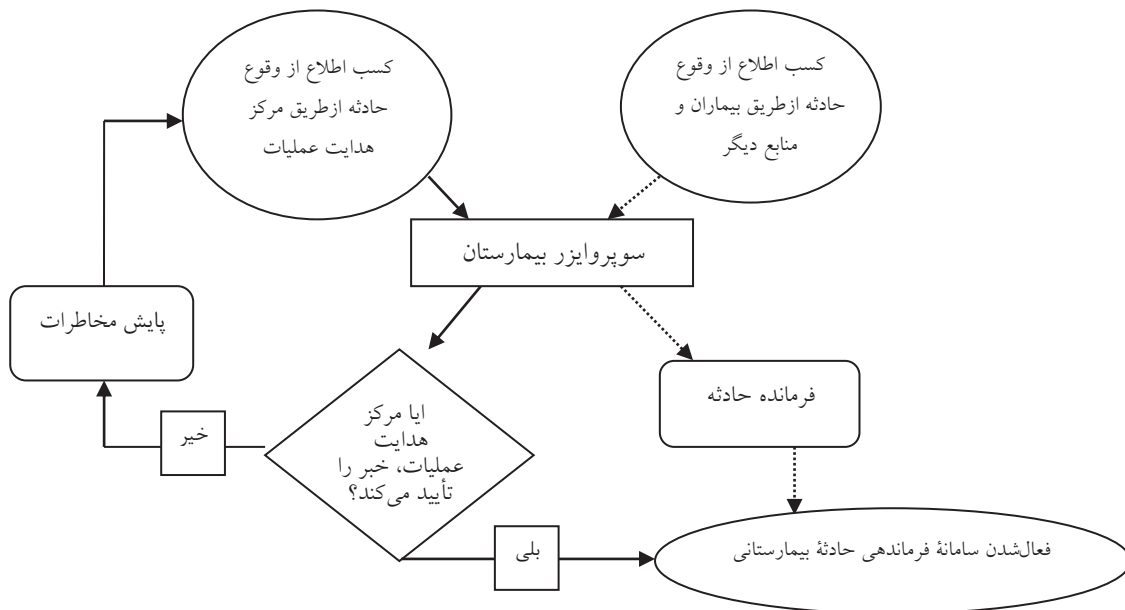 کسب اطلاع از وقوع
حادثه ازطریق بیماران و
منابع دیگر
کسب اطلاع از وقوع
حادثه ازطریق مرکز
هدایت عملیات
سوپروایزر بیمارستان
پایش مخاطرات
فرمانده حادثه
ایا مرکز
هدایت
عملیات، خبر را
تأیید می‌کند؟
خیر
بلی
فعال‌شدن سامانهٔ فرماندهی حادثهٔ بیمارستانی